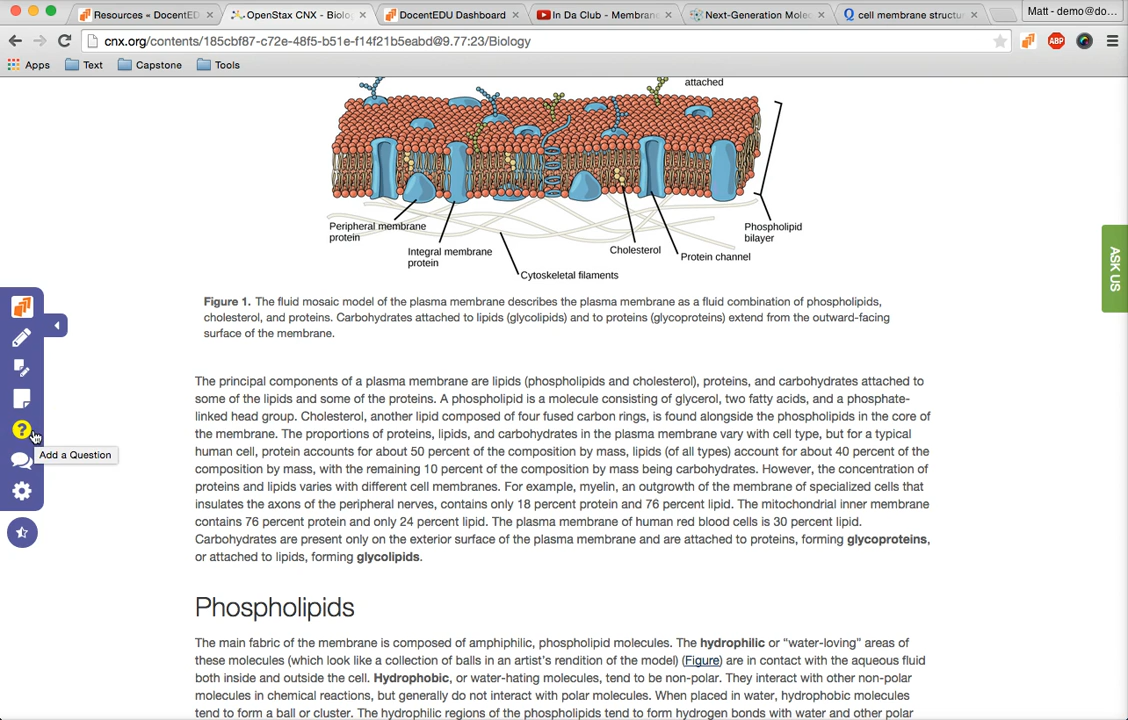 Resources - DocentED
OpenStax CNX - Biolog
DocentEDU Dashboard
In Da Club - Membrane
Next-Generation Molec
cell membrane structur
Matt - demo@do...
cnx.org/contents/185cbf87-c72e-48f5-b51e-f14f21b5eabd@9.77:23/Biology
ABP
Apps
Text
Capstone
Tools
attached
Peripheral membrane
protein
Integral membrane
protein
Cytoskeletal filaments
Cholesterol
Protein channel
Phospholipid
bilayer
ASK US
Figure 1. The fluid mosaic model of the plasma membrane describes the plasma membrane as a fluid combination of phospholipids,
cholesterol, and proteins. Carbohydrates attached to lipids (glycolipids) and to proteins (glycoproteins) extend from the outward-facing
surface of the membrane.
The principal components of a plasma membrane are lipids (phospholipids and cholesterol), proteins, and carbohydrates attached to
some of the lipids and some of the proteins. A phospholipid is a molecule consisting of glycerol, two fatty acids, and a phosphate-
linked head group. Cholesterol, another lipid composed of four fused carbon rings, is found alongside the phospholipids in the core of
the membrane. The proportions of proteins, lipids, and carbohydrates in the plasma membrane vary with cell type, but for a typical
human cell, protein accounts for about 50 percent of the composition by mass, lipids (of all types) account for about 40 percent of the
composition by mass, with the remaining 10 percent of the composition by mass being carbohydrates. However, the concentration of
proteins and lipids varies with different cell membranes. For example, myelin, an outgrowth of the membrane of specialized cells that
insulates the axons of the peripheral nerves, contains only 18 percent protein and 76 percent lipid. The mitochondrial inner membrane
contains 76 percent protein and only 24 percent lipid. The plasma membrane of human red blood cells is 30 percent lipid.
Carbohydrates are present only on the exterior surface of the plasma membrane and are attached to proteins, forming glycoproteins,
or attached to lipids, forming glycolipids.
Add a Question
Phospholipids
The main fabric of the membrane is composed of amphiphilic, phospholipid molecules. The hydrophilic or “water-loving” areas of
these molecules (which look like a collection of balls in an artist’s rendition of the model) (Figure) are in contact with the aqueous fluid
both inside and outside the cell. Hydrophobic, or water-hating molecules, tend to be non-polar. They interact with other non-polar
molecules in chemical reactions, but generally do not interact with polar molecules. When placed in water, hydrophobic molecules
tend to form a ball or cluster. The hydrophilic regions of the phospholipids tend to form hydrogen bonds with water and other polar